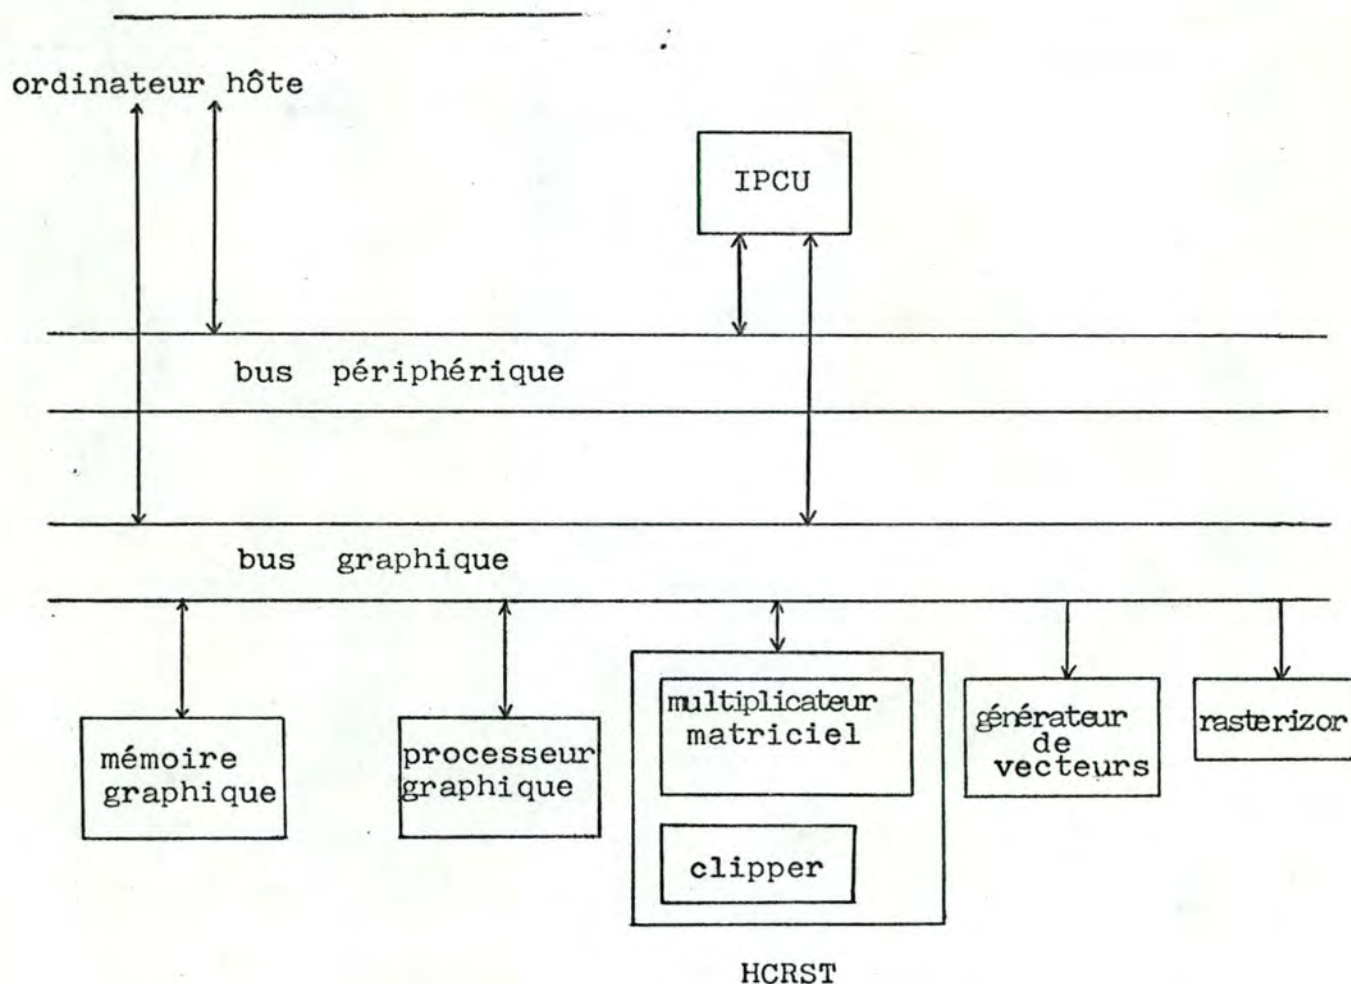 ordinateur hôte
IPCU
bus périphérique
bus graphique
mémoire
graphique
processeur
graphique
multiplicateur
matriciel
clipper
générateur
de
vecteurs
rasterizor
HCRST